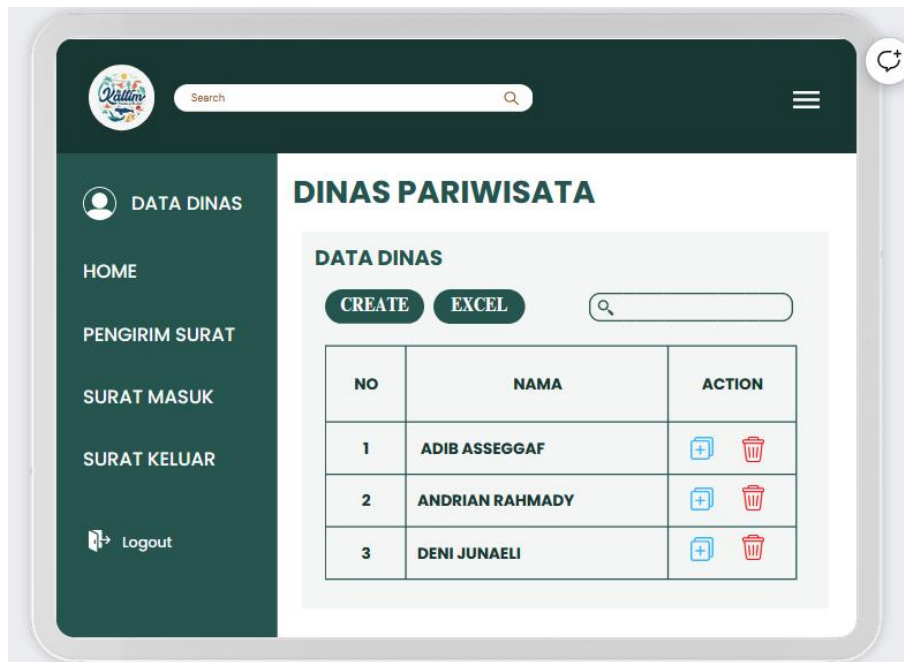 Kaltim
Search
DATA DINAS
HOME
PENGIRIM SURAT
SURAT MASUK
SURAT KELUAR
Logout
DINAS PARIWISATA
DATA DINAS
CREATE EXCEL
NO NAMA ACTION
1 ADIB ASSEGGAF
2 ANDRIAN RAHMADY
3 DENI JUNAELI